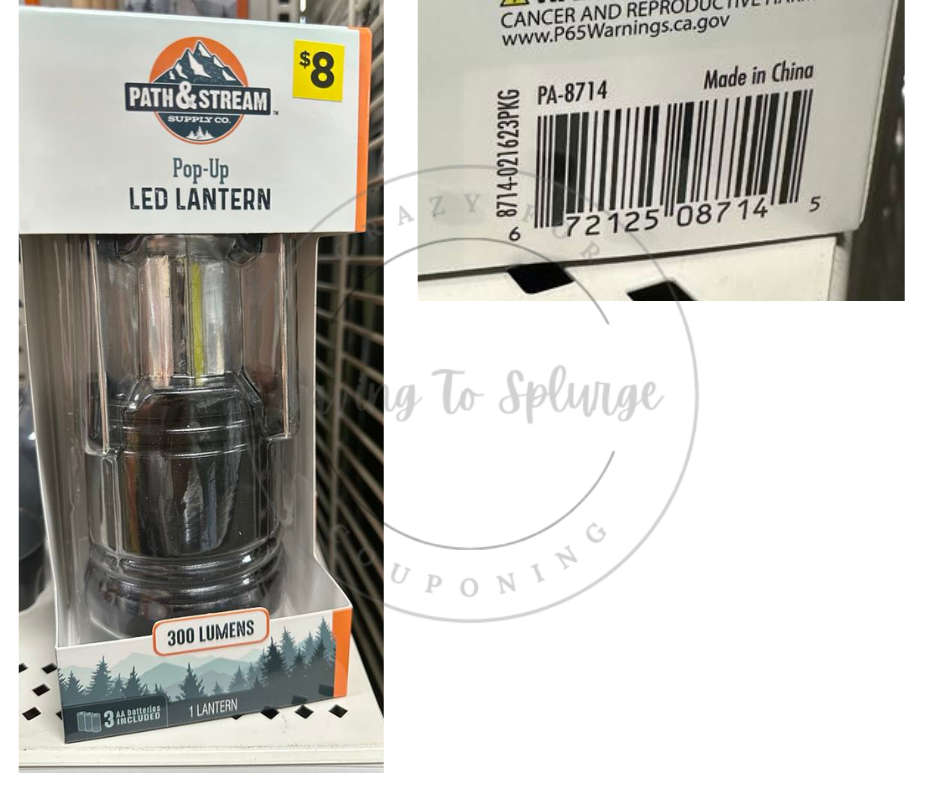 $8
PATH & STREAM™
SUPPLY CO.
Pop-Up
LED LANTERN
300 LUMENS
3 AA batteries
INCLUDED
1 LANTERN
CANCER AND REPRODUCTIVE
www.P65Warnings.ca.gov
PA-8714
Made in China
8714-021623PKG
6 72125 08714 5
To Splurge
COUPONING